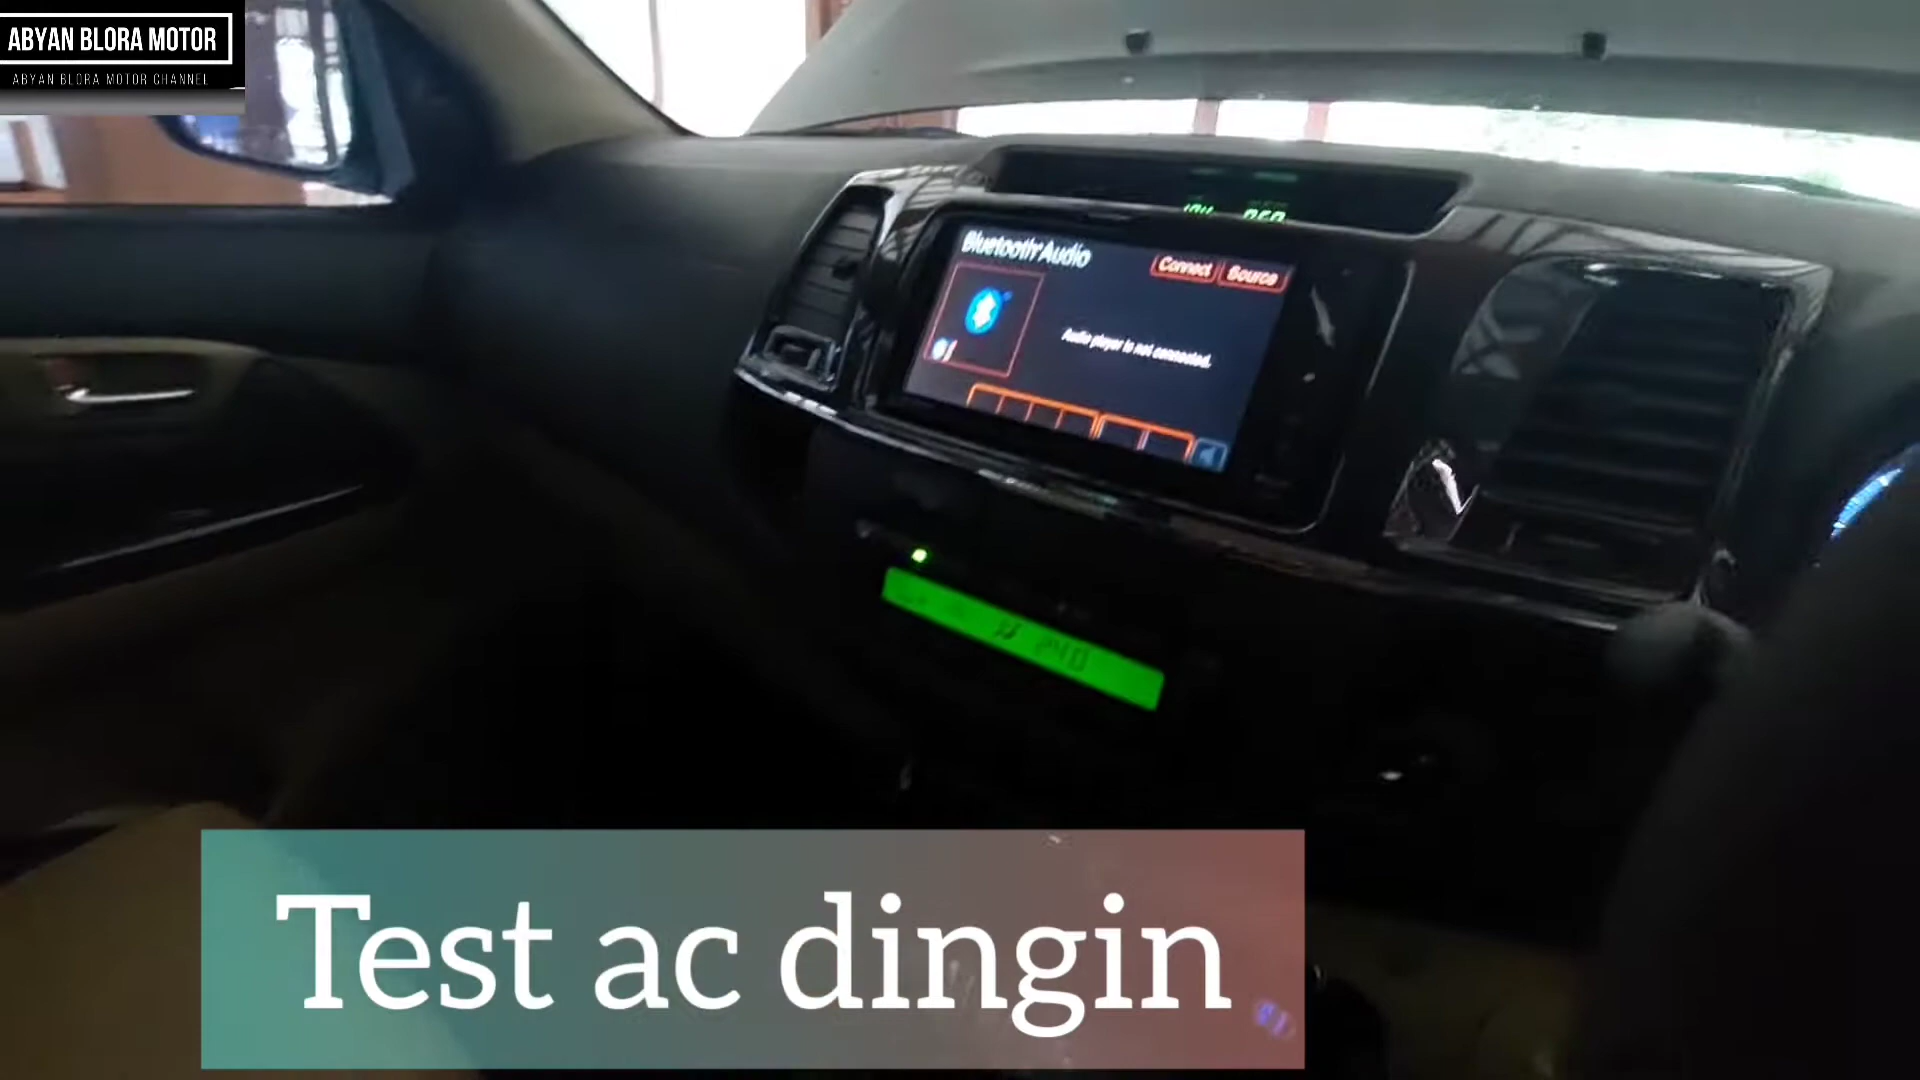 ABYAN BLORA MOTOR
ABYAN BLORA MOTOR CHANNEL
Bluetooth Audio
Connect
Source
Audio player is not connected.
Test ac dingin